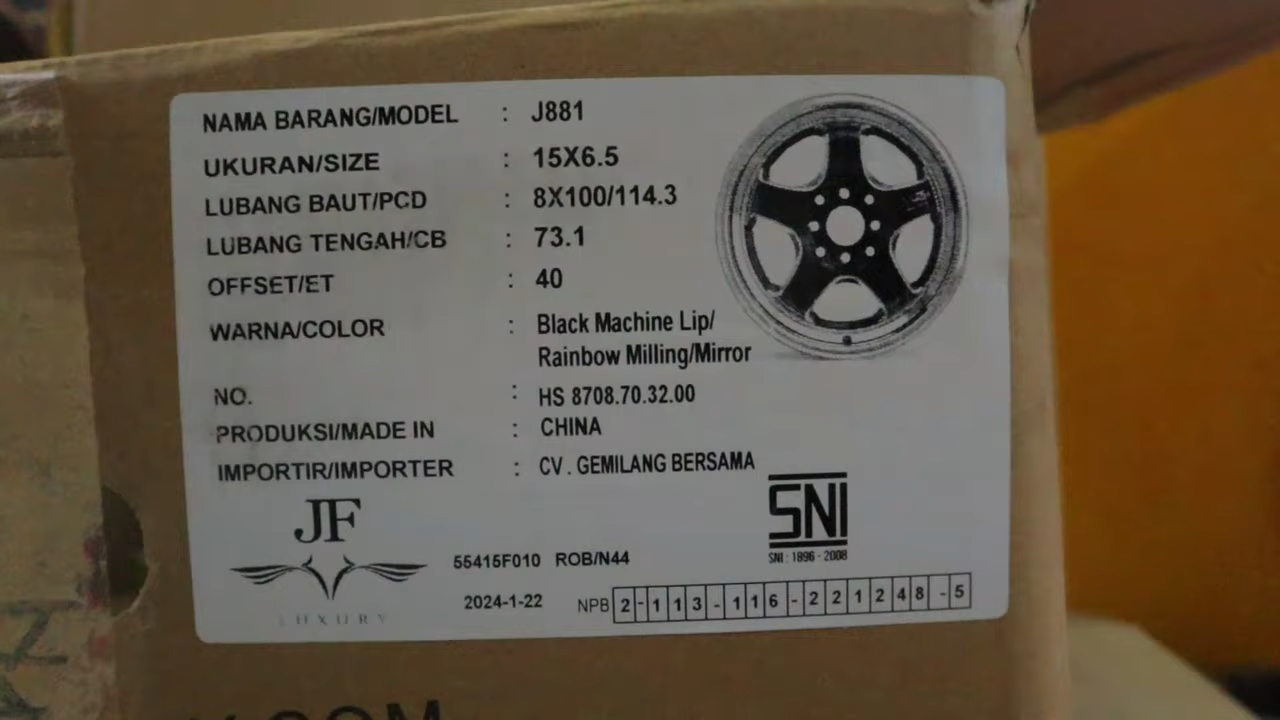 NAMA BARANG/MODEL : J881
UKURAN/SIZE : 15X6.5
LUBANG BAUT/PCD : 8X100/114.3
LUBANG TENGAH/CB : 73.1
OFFSET/ET : 40
WARNA/COLOR : Black Machine Lip/
Rainbow Milling/Mirror
NO. : HS 8708.70.32.00
PRODUKSI/MADE IN : CHINA
IMPORTIR/IMPORTER : CV. GEMILANG BERSAMA
JF
LUXURY
SNI
SNI : 1896 - 2008
55415F010 ROB/N44
2024-1-22
NPB 2-113-116-221248-5
.COM